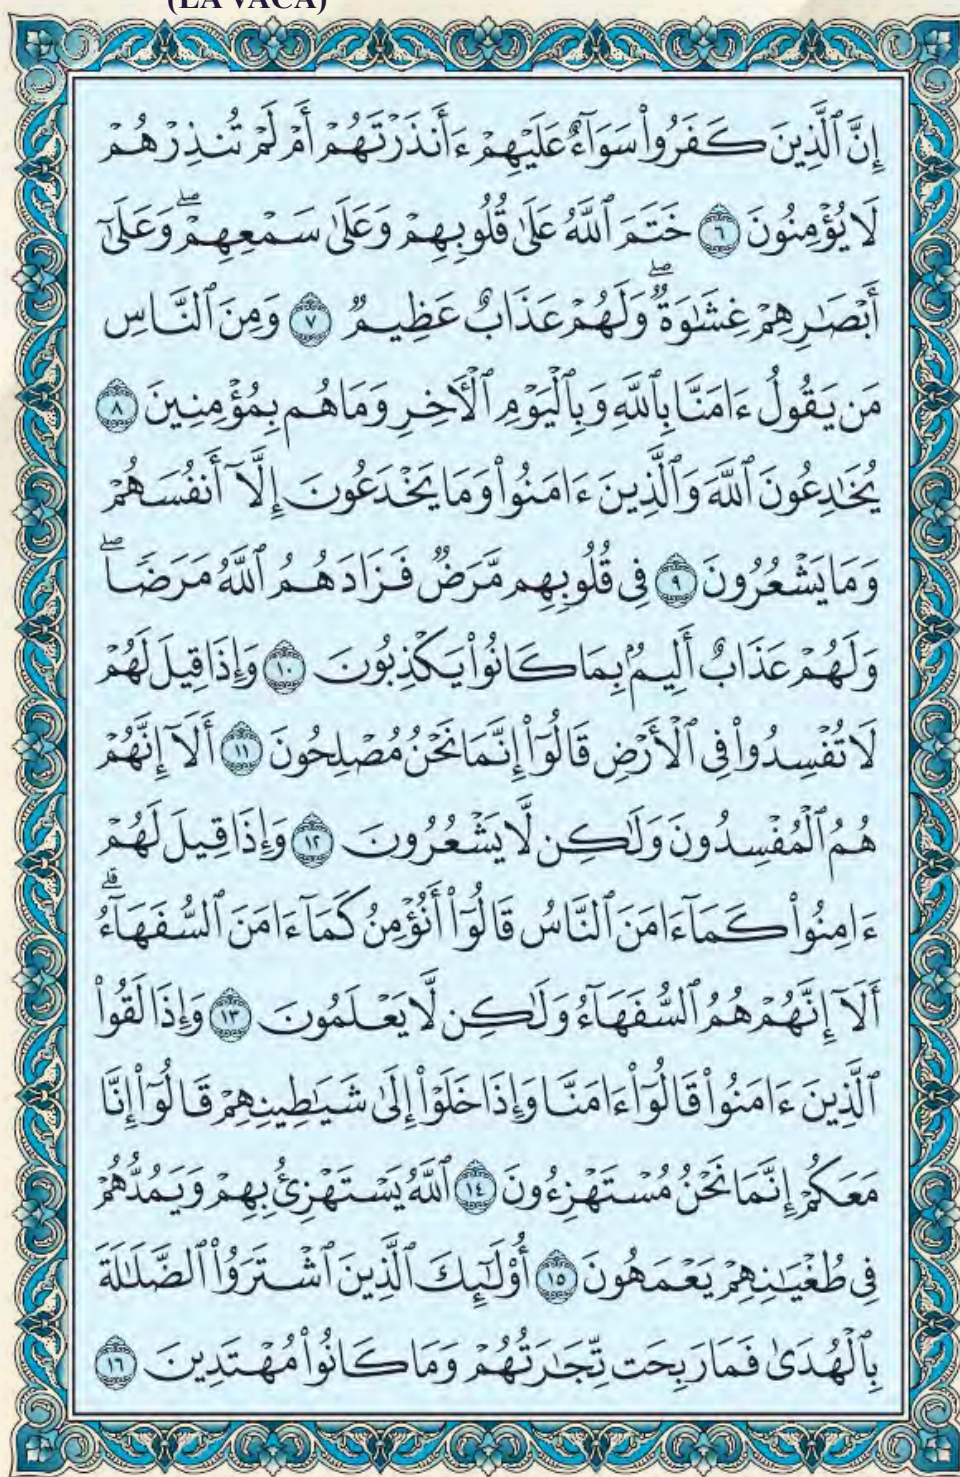 (LA VACA)
إِنَّ ٱلَّذِينَ كَفَرُوا۟ سَوَآءٌ عَلَيْهِمْ ءَأَنذَرْتَهُمْ أَمْ لَمْ تُنذِرْهُمْ
لَا يُؤْمِنُونَ ٦ خَتَمَ ٱللَّهُ عَلَىٰ قُلُوبِهِمْ وَعَلَىٰ سَمْعِهِمْ ۖ وَعَلَىٰٓ
أَبْصَٰرِهِمْ غِشَٰوَةٌ ۖ وَلَهُمْ عَذَابٌ عَظِيمٌ ٧ وَمِنَ ٱلنَّاسِ
مَن يَقُولُ ءَامَنَّا بِٱللَّهِ وَبِٱلْيَوْمِ ٱلْأَخِرِ وَمَا هُم بِمُؤْمِنِينَ ٨
يُخَٰدِعُونَ ٱللَّهَ وَٱلَّذِينَ ءَامَنُوا۟ وَمَا يَخْدَعُونَ إِلَّآ أَنفُسَهُمْ
وَمَا يَشْعُرُونَ ٩ فِى قُلُوبِهِم مَّرَضٌ فَزَادَهُمُ ٱللَّهُ مَرَضًا ۖ
وَلَهُمْ عَذَابٌ أَلِيمٌۢ بِمَا كَانُوا۟ يَكْذِبُونَ ١٠ وَإِذَا قِيلَ لَهُمْ
لَا تُفْسِدُوا۟ فِى ٱلْأَرْضِ قَالُوٓا۟ إِنَّمَا نَحْنُ مُصْلِحُونَ ١١ أَلَآ إِنَّهُمْ
هُمُ ٱلْمُفْسِدُونَ وَلَٰكِن لَّا يَشْعُرُونَ ١٢ وَإِذَا قِيلَ لَهُمْ
ءَامِنُوا۟ كَمَآ ءَامَنَ ٱلنَّاسُ قَالُوٓا۟ أَنُؤْمِنُ كَمَآ ءَامَنَ ٱلسُّفَهَآءُ ۗ
أَلَآ إِنَّهُمْ هُمُ ٱلسُّفَهَآءُ وَلَٰكِن لَّا يَعْلَمُونَ ١٣ وَإِذَا لَقُوا۟
ٱلَّذِينَ ءَامَنُوا۟ قَالُوٓا۟ ءَامَنَّا وَإِذَا خَلَوْا۟ إِلَىٰ شَيَٰطِينِهِمْ قَالُوٓا۟ إِنَّا
مَعَكُمْ إِنَّمَا نَحْنُ مُسْتَهْزِءُونَ ١٤ ٱللَّهُ يَسْتَهْزِئُ بِهِمْ وَيَمُدُّهُمْ
فِى طُغْيَٰنِهِمْ يَعْمَهُونَ ١٥ أُو۟لَٰٓئِكَ ٱلَّذِينَ ٱشْتَرَوُا۟ ٱلضَّلَٰلَةَ
بِٱلْهُدَىٰ فَمَا رَبِحَت تِّجَٰرَتُهُمْ وَمَا كَانُوا۟ مُهْتَدِينَ ١٦